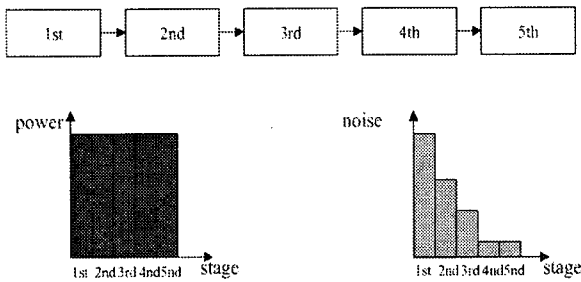 1st 2nd 3rd 4th 5th
power
1st 2nd 3rd 4nd 5nd stage
noise
1st 2nd 3rd 4nd 5nd stage